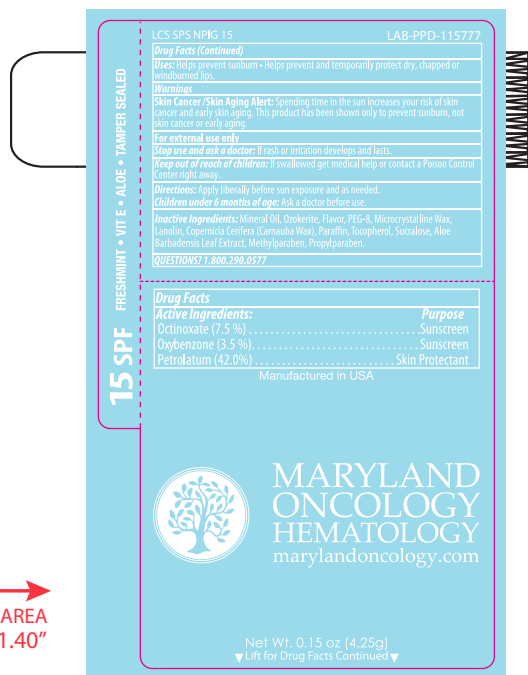 LCS SPS NPIG 15 LAB-PPD-115777
Drug Facts (Continued)
Uses: Helps prevent sunburn • Helps prevent and temporarily protect dry, chapped or
windburned lips.
Warnings
Skin Cancer /Skin Aging Alert: Spending time in the sun increases your risk of skin
cancer and early skin aging. This product has been shown only to prevent sunburn, not
skin cancer or early aging.
For external use only
Stop use and ask a doctor: If rash or irritation develops and lasts.
Keep out of reach of children: If swallowed get medical help or contact a Poison Control
Center right away.
Directions: Apply liberally before sun exposure and as needed.
Children under 6 months of age: Ask a doctor before use.
Inactive Ingredients: Mineral Oil, Ozokerite, Flavor, PEG-8, Microcrystalline Wax,
Lanolin, Copernicia Cerifera (Carnauba Wax), Paraffin, Tocopherol, Sucralose, Aloe
Barbadensis Leaf Extract, Methylparaben, Propylparaben.
QUESTIONS? 1.800.290.0577
15 SPF FRESHMINT • VIT E • ALOE • TAMPER SEALED
Drug Facts
Active Ingredients: Purpose
Octinoxate (7.5 %) . . . . . . . . . . . . . . . . . . . . . . . . . . . . . Sunscreen
Oxybenzone (3.5 %) . . . . . . . . . . . . . . . . . . . . . . . . . . . . Sunscreen
Petrolatum (42.0%) . . . . . . . . . . . . . . . . . . . . . . . . Skin Protectant
Manufactured in USA
MARYLAND
ONCOLOGY
HEMATOLOGY
marylandoncology.com
AREA
1.40"
Net Wt. 0.15 oz (4.25g)
▼Lift for Drug Facts Continued▼